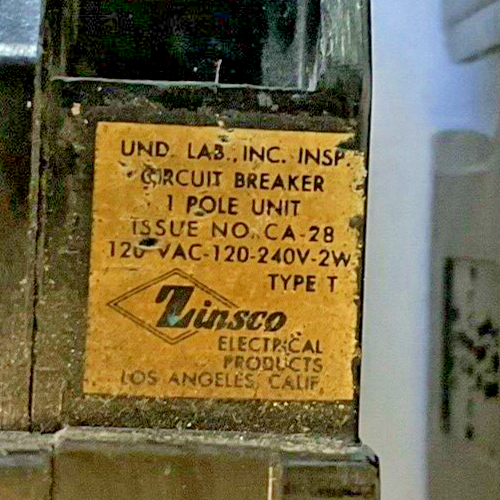 UND. LAB., INC. INSP.
CIRCUIT BREAKER
1 POLE UNIT
ISSUE NO. CA-28
120 VAC-120-240V-2W
TYPE T
Zinsco
ELECTRICAL
PRODUCTS
LOS ANGELES, CALIF.